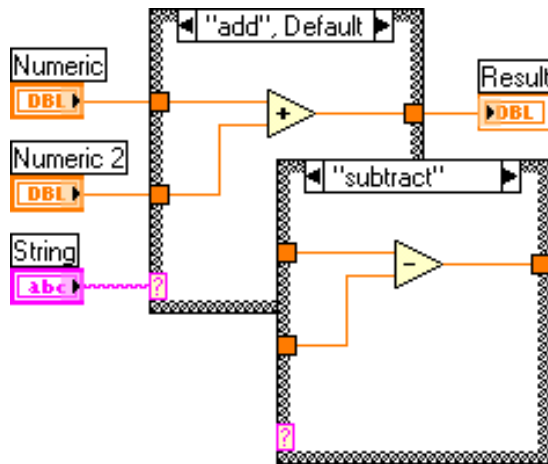 "add", Default
Numeric
DBL
+
Result
DBL
Numeric 2
DBL
"subtract"
String
abc
-
?
?